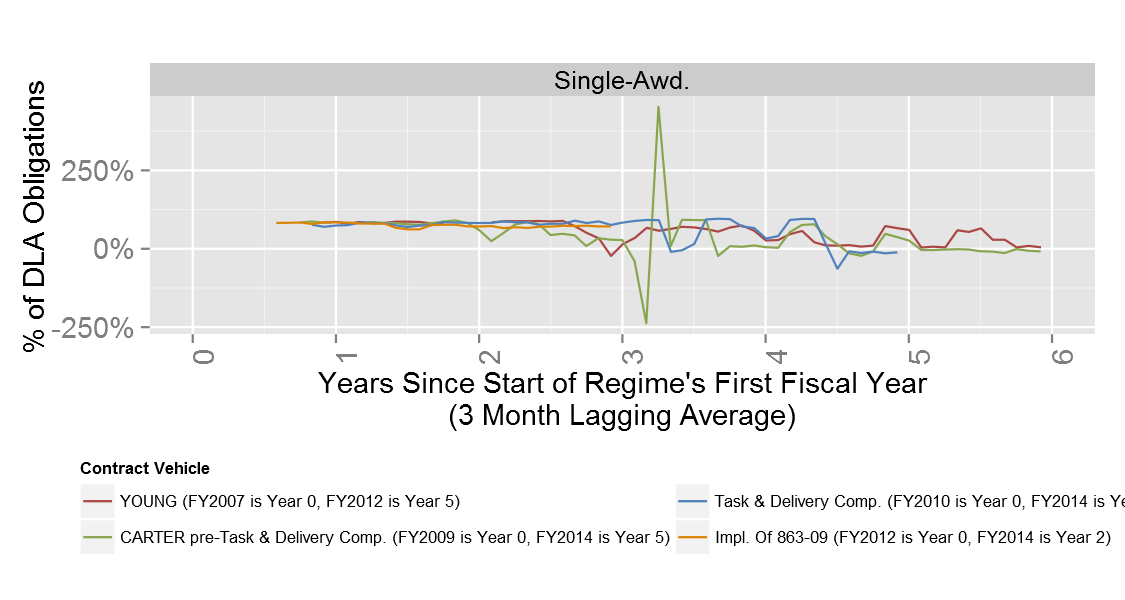 Single-Awd.
% of DLA Obligations
250%
0%
-250%
0 1 2 3 4 5 6
Years Since Start of Regime's First Fiscal Year
(3 Month Lagging Average)
Contract Vehicle
YOUNG (FY2007 is Year 0, FY2012 is Year 5)
Task & Delivery Comp. (FY2010 is Year 0, FY2014 is Ye
CARTER pre-Task & Delivery Comp. (FY2009 is Year 0, FY2014 is Year 5)
Impl. Of 863-09 (FY2012 is Year 0, FY2014 is Year 2)